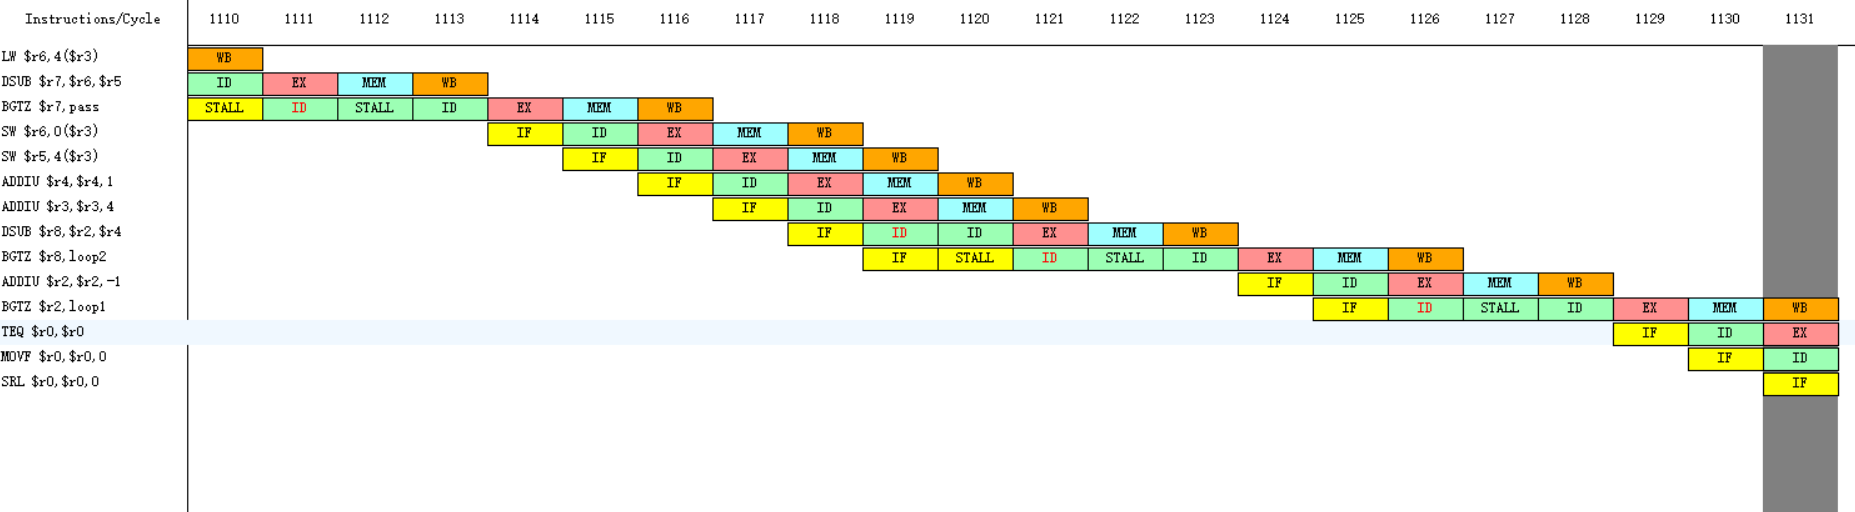 Instructions/Cycle 1110 1111 1112 1113 1114 1115 1116 1117 1118 1119 1120 1121 1122 1123 1124 1125 1126 1127 1128 1129 1130 1131
LW $r6,4($r3) WB
DSUB $r7,$r6,$r5 ID EX MEM WB
BGTZ $r7,pass STALL ID STALL ID EX MEM WB
SW $r6,0($r3) IF ID EX MEM WB
SW $r5,4($r3) IF ID EX MEM WB
ADDIU $r4,$r4,1 IF ID EX MEM WB
ADDIU $r3,$r3,4 IF ID EX MEM WB
DSUB $r8,$r2,$r4 IF ID ID EX MEM WB
BGTZ $r8,loop2 IF STALL ID STALL ID EX MEM WB
ADDIU $r2,$r2,-1 IF ID EX MEM WB
BGTZ $r2,loop1 IF ID STALL ID EX MEM WB
TEQ $r0,$r0 IF ID EX
MOVF $r0,$r0,0 IF ID
SRL $r0,$r0,0 IF